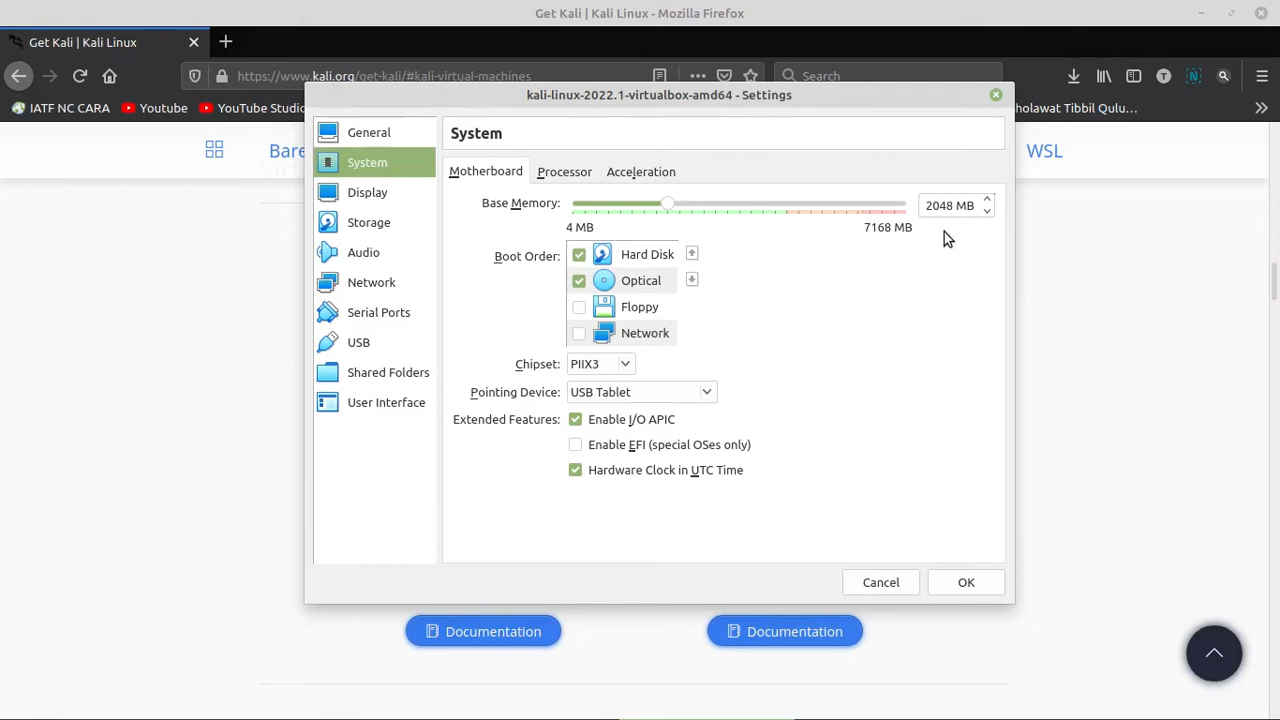 Get Kali | Kali Linux - Mozilla Firefox
Get Kali | Kali Linux
https://www.kali.org/get-kali/#kali-virtual-machines
Search
IATF NC CARA
Youtube
YouTube Studio
holawat Tibbil Qulu...
Bare
WSL
kali-linux-2022.1-virtualbox-amd64 - Settings
General
System
Display
Storage
Audio
Network
Serial Ports
USB
Shared Folders
User Interface
System
Motherboard Processor Acceleration
Base Memory: 2048 MB
4 MB 7168 MB
Boot Order:
Hard Disk
Optical
Floppy
Network
Chipset: PIIX3
Pointing Device: USB Tablet
Extended Features: Enable I/O APIC
Enable EFI (special OSes only)
Hardware Clock in UTC Time
Cancel OK
Documentation Documentation